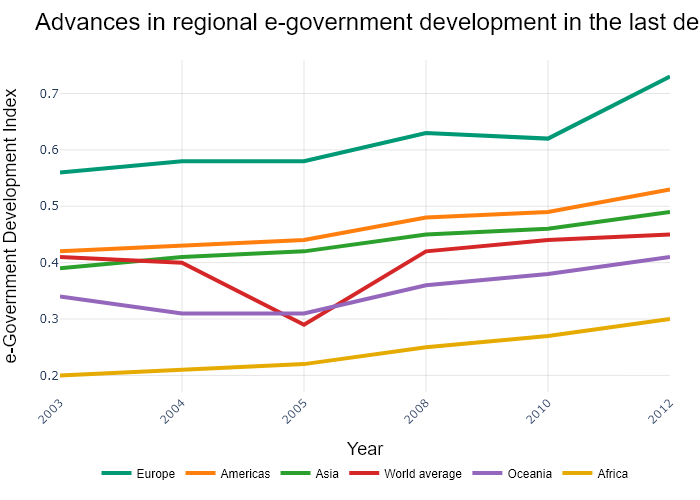 Advances in regional e-government development in the last de
e-Government Development Index
0.7
0.6
0.5
0.4
0.3
0.2
2003 2004 2005 2008 2010 2012
Year
Europe Americas Asia World average Oceania Africa